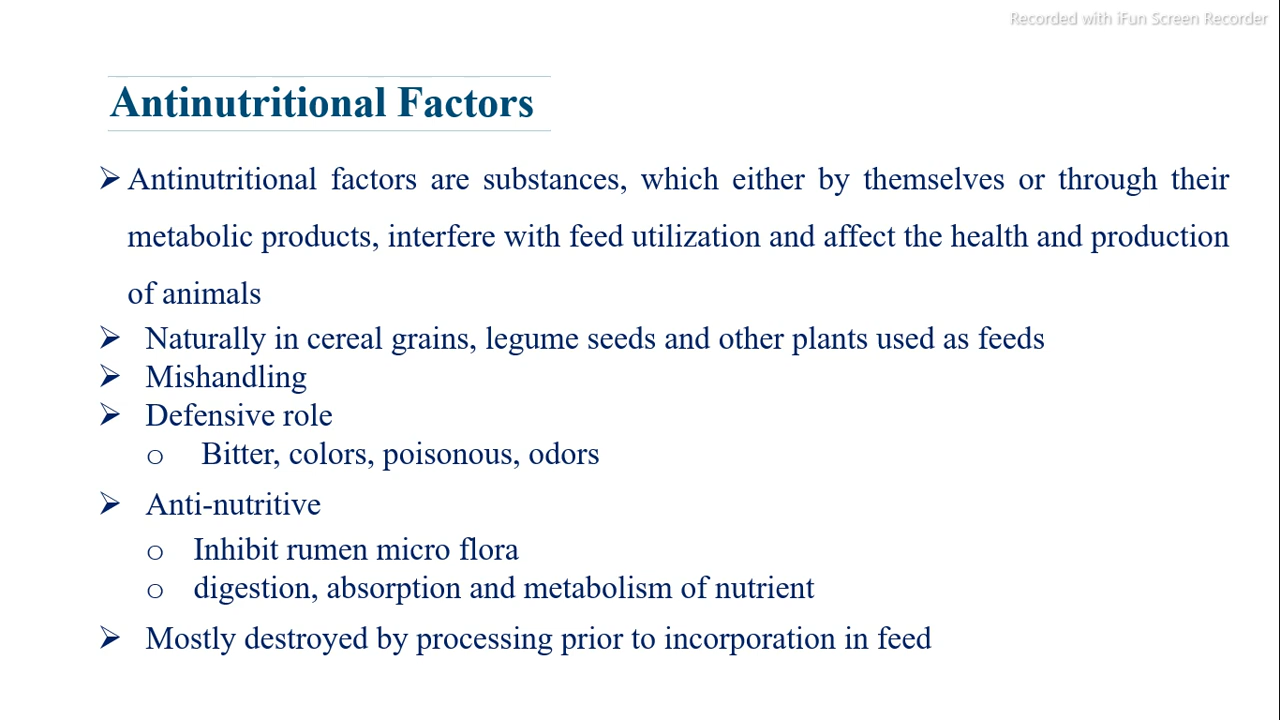 Recorded with iFun Screen Recorder
Antinutritional Factors
➢ Antinutritional factors are substances, which either by themselves or through their
metabolic products, interfere with feed utilization and affect the health and production
of animals
➢ Naturally in cereal grains, legume seeds and other plants used as feeds
➢ Mishandling
➢ Defensive role
o Bitter, colors, poisonous, odors
➢ Anti-nutritive
o Inhibit rumen micro flora
o digestion, absorption and metabolism of nutrient
➢ Mostly destroyed by processing prior to incorporation in feed